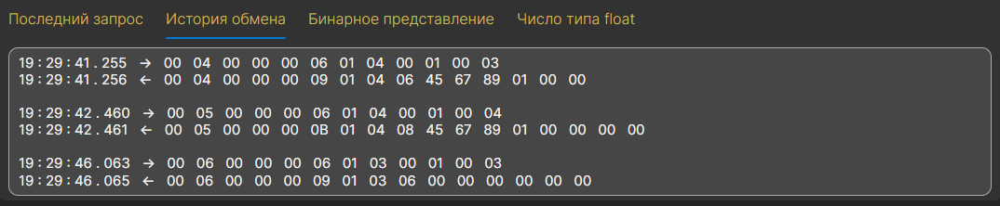 Последний запрос История обмена Бинарное представление Число типа float
19:29:41.255 → 00 04 00 00 00 06 01 04 00 01 00 03
19:29:41.256 ← 00 04 00 00 00 09 01 04 06 45 67 89 01 00 00
19:29:42.460 → 00 05 00 00 00 06 01 04 00 01 00 04
19:29:42.461 ← 00 05 00 00 00 0B 01 04 08 45 67 89 01 00 00 00 00
19:29:46.063 → 00 06 00 00 00 06 01 03 00 01 00 03
19:29:46.065 ← 00 06 00 00 00 09 01 03 06 00 00 00 00 00 00